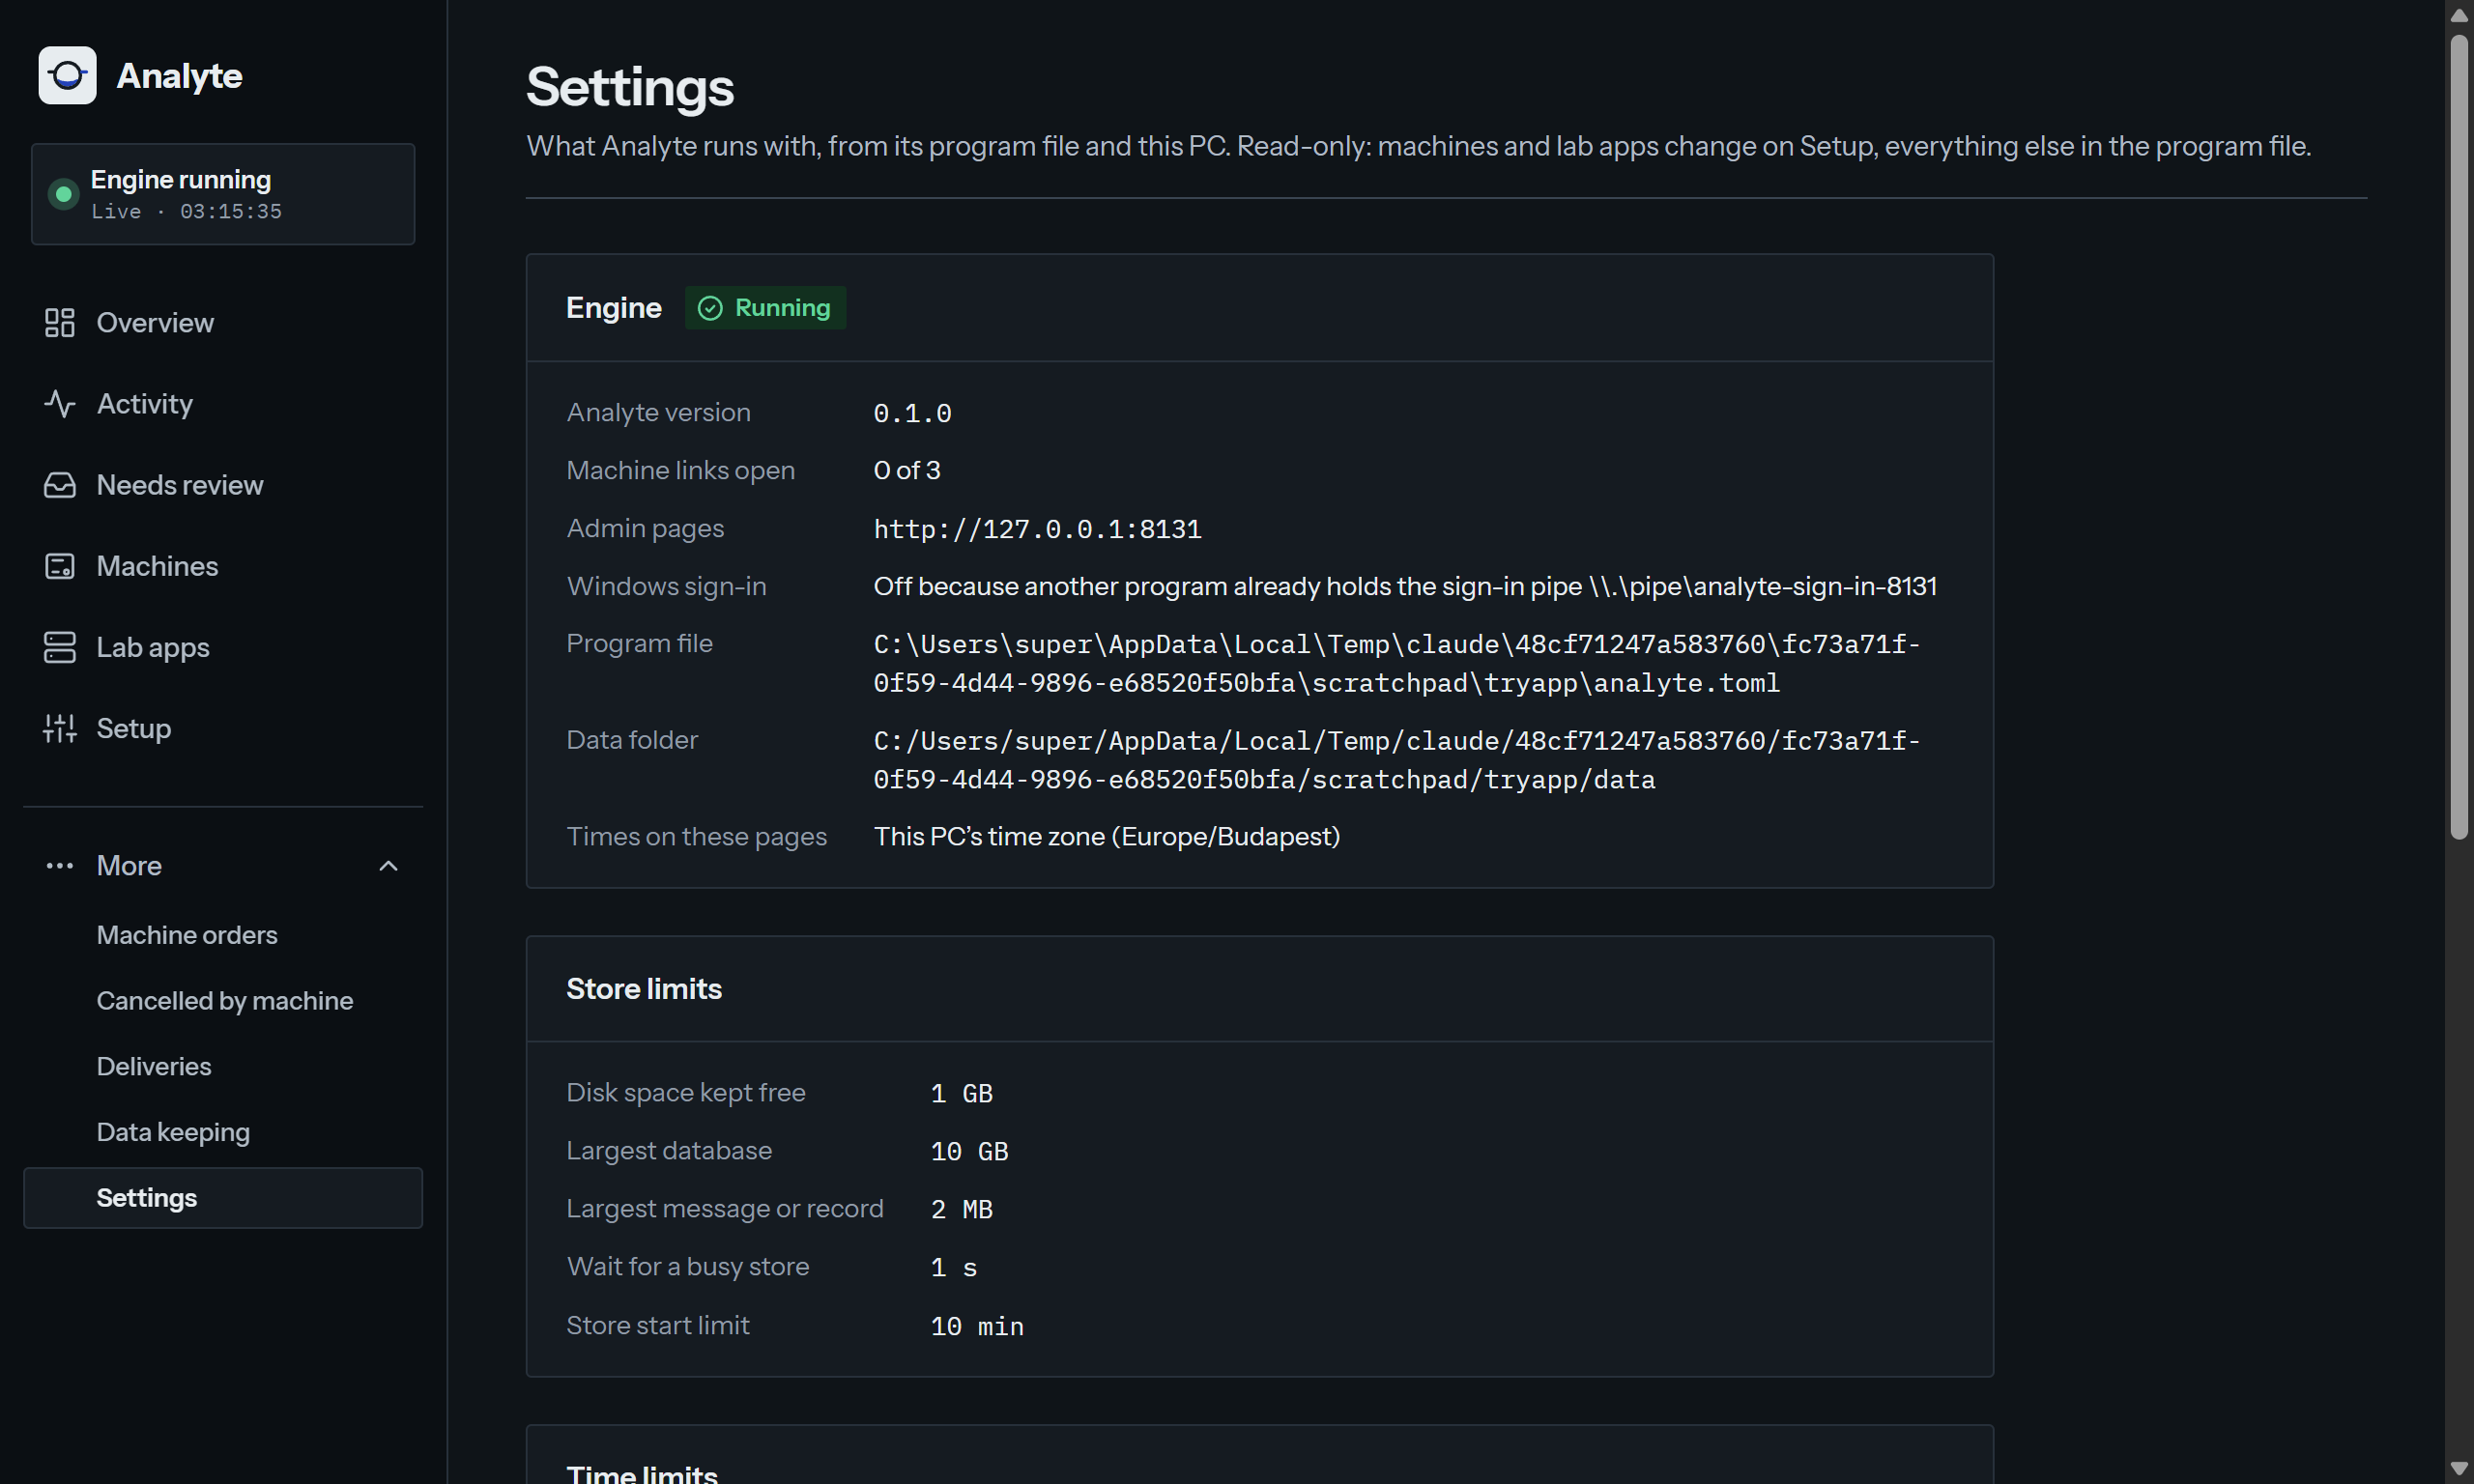 Analyte
Engine running
Live · 03:15:35
Overview
Activity
Needs review
Machines
Lab apps
Setup
More
Machine orders
Cancelled by machine
Deliveries
Data keeping
Settings
Settings
What Analyte runs with, from its program file and this PC. Read-only: machines and lab apps change on Setup, everything else in the program file.
Engine Running
Analyte version 0.1.0
Machine links open 0 of 3
Admin pages http://127.0.0.1:8131
Windows sign-in Off because another program already holds the sign-in pipe \\.\pipe\analyte-sign-in-8131
Program file C:\Users\super\AppData\Local\Temp\claude\48cf71247a583760\fc73a71f-
0f59-4d44-9896-e68520f50bfa\scratchpad\tryapp\analyte.toml
Data folder C:/Users/super/AppData/Local/Temp/claude/48cf71247a583760/fc73a71f-
0f59-4d44-9896-e68520f50bfa/scratchpad/tryapp/data
Times on these pages This PC’s time zone (Europe/Budapest)
Store limits
Disk space kept free 1 GB
Largest database 10 GB
Largest message or record 2 MB
Wait for a busy store 1 s
Store start limit 10 min
Time limits